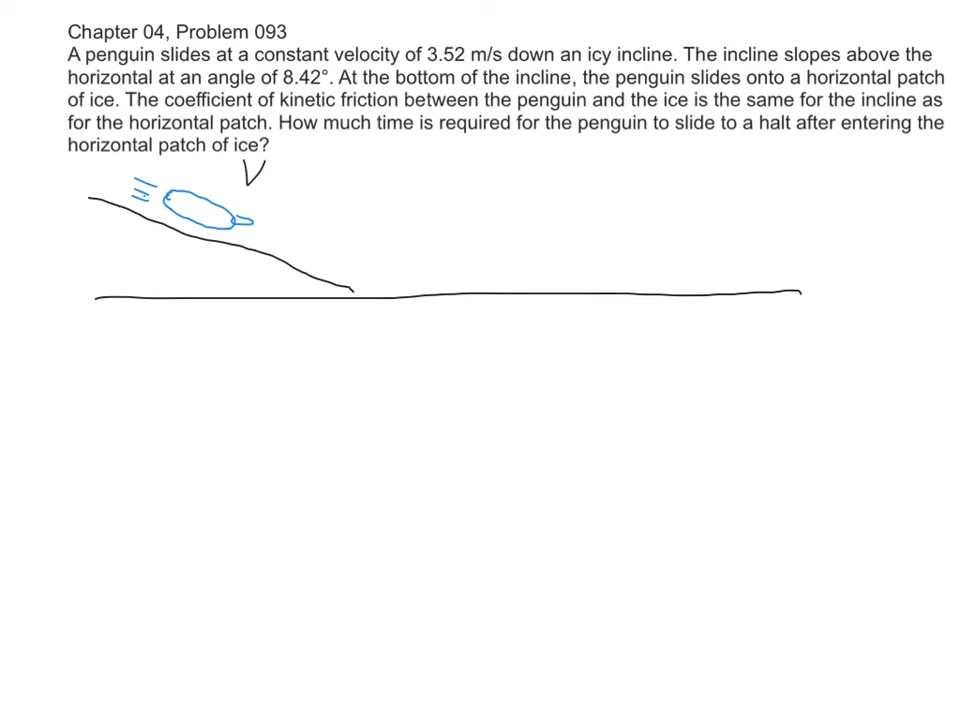 Chapter 04, Problem 093
A penguin slides at a constant velocity of 3.52 m/s down an icy incline. The incline slopes above the
horizontal at an angle of 8.42°. At the bottom of the incline, the penguin slides onto a horizontal patch
of ice. The coefficient of kinetic friction between the penguin and the ice is the same for the incline as
for the horizontal patch. How much time is required for the penguin to slide to a halt after entering the
horizontal patch of ice?
V